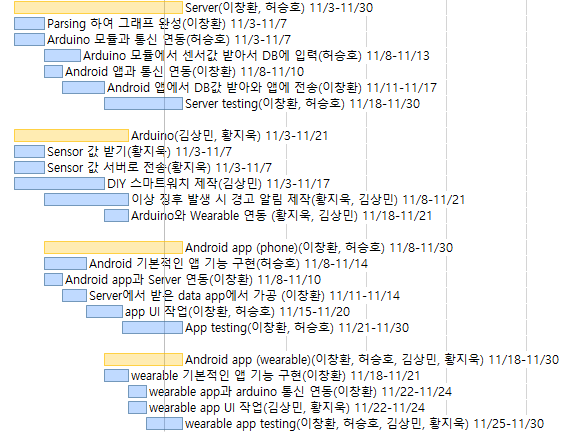 Server(이창환, 허승호) 11/3-11/30
Parsing 하여 그래프 완성(이창환) 11/3-11/7
Arduino 모듈과 통신 연동(허승호) 11/3-11/7
Arduino 모듈에서 센서값 받아서 DB에 입력(허승호) 11/8-11/13
Android 앱과 통신 연동(이창환) 11/8-11/10
Android 앱에서 DB값 받아와 앱에 전송(이창환) 11/11-11/17
Server testing(이창환, 허승호) 11/18-11/30
Arduino(김상민, 황지욱) 11/3-11/21
Sensor 값 받기(황지욱) 11/3-11/7
Sensor 값 서버로 전송(황지욱) 11/3-11/7
DIY 스마트워치 제작(김상민) 11/3-11/17
이상 징후 발생 시 경고 알림 제작(황지욱, 김상민) 11/8-11/21
Arduino와 Wearable 연동 (황지욱, 김상민) 11/18-11/21
Android app (phone)(이창환, 허승호) 11/8-11/30
Android 기본적인 앱 기능 구현(허승호) 11/8-11/14
Android app과 Server 연동(이창환) 11/8-11/10
Server에서 받은 data app에서 가공 (이창환) 11/11-11/14
app UI 작업(이창환, 허승호) 11/15-11/20
App testing(이창환, 허승호) 11/21-11/30
Android app (wearable)(이창환, 허승호, 김상민, 황지욱) 11/18-11/30
wearable 기본적인 앱 기능 구현(이창환) 11/18-11/21
wearable app과 arduino 통신 연동(이창환) 11/22-11/24
wearable app UI 작업(김상민, 황지욱) 11/22-11/24
wearable app testing(이창환, 허승호, 김상민, 황지욱) 11/25-11/30